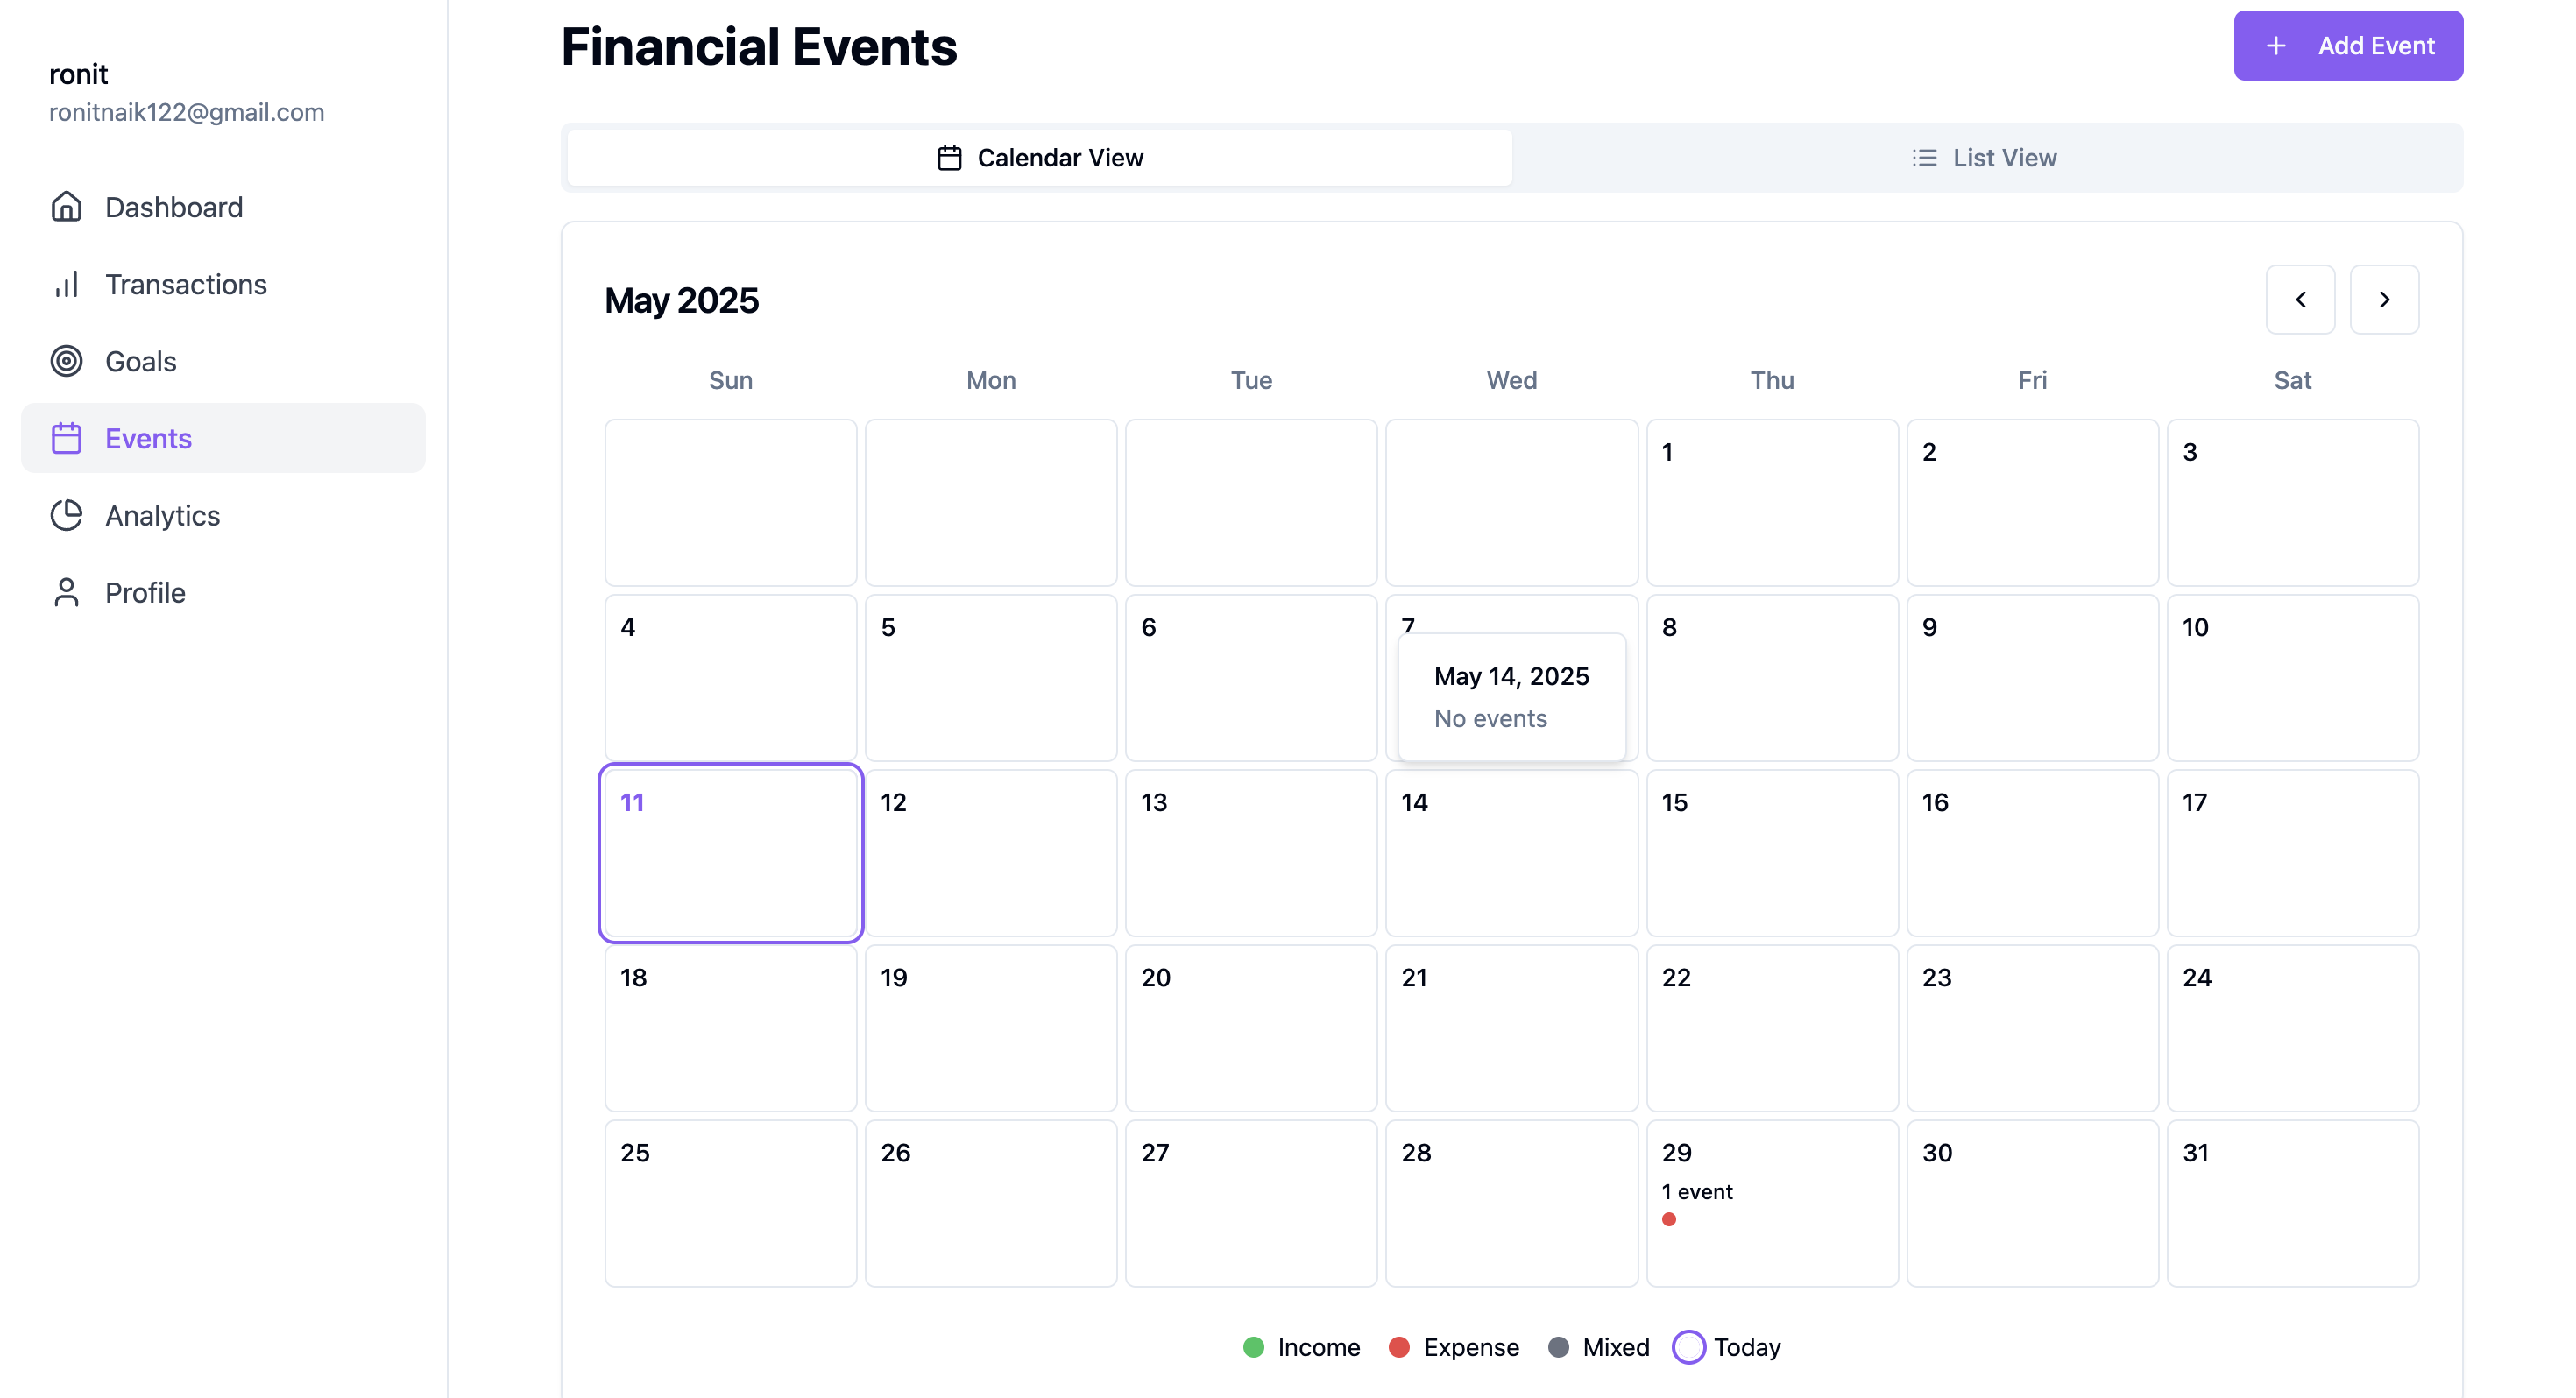 ronit
ronitnaik122@gmail.com
Dashboard
Transactions
Goals
Events
Analytics
Profile
Financial Events
+ Add Event
Calendar View
List View
May 2025
Sun Mon Tue Wed Thu Fri Sat
1 2 3
4 5 6 7 8 9 10
May 14, 2025
No events
11 12 13 14 15 16 17
18 19 20 21 22 23 24
25 26 27 28 29 30 31
1 event
Income Expense Mixed Today